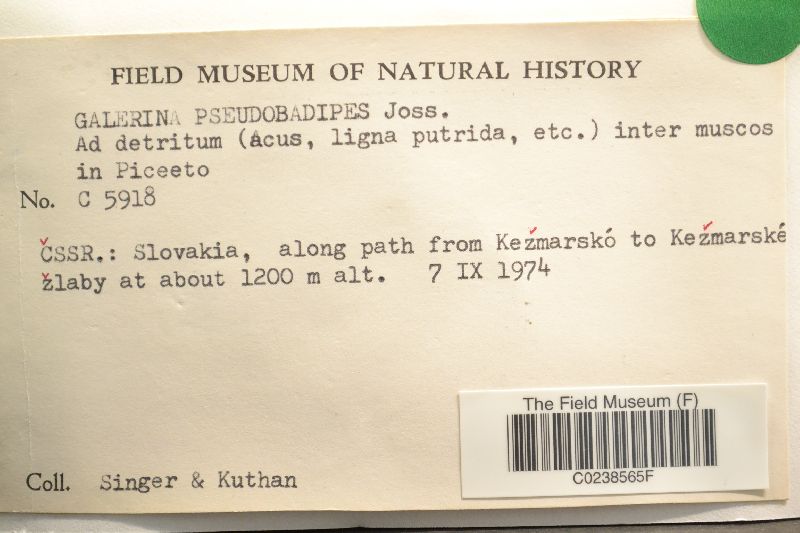 FIELD MUSEUM OF NATURAL HISTORY
GALERINA PSEUDOBADIPES Joss.
Ad detritum (Acus, ligna putrida, etc.) inter muscos
in Piceeto
No. C 5918
ČSSR.: Slovakia, along path from Kežmarskó to Kežmarské
žlaby at about 1200 m alt. 7 IX 1974
The Field Museum (F)
C0238565F
Coll. Singer & Kuthan